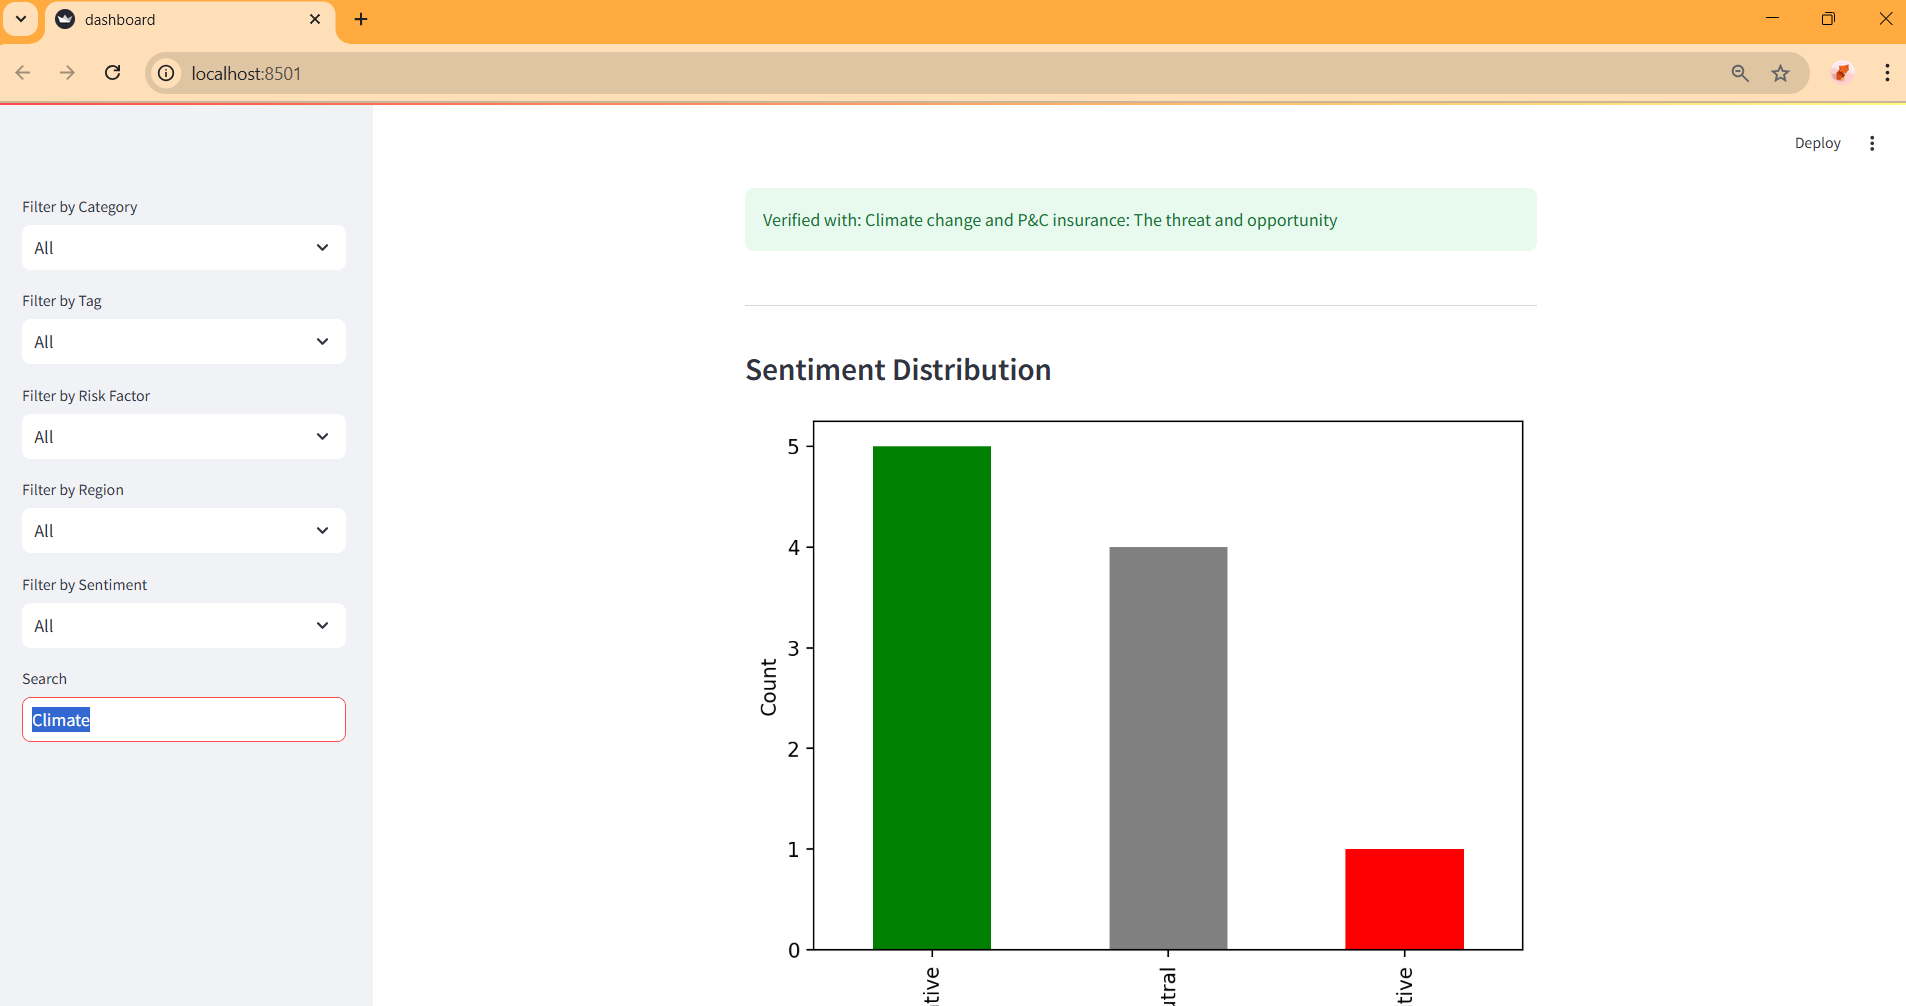 dashboard
localhost:8501
Deploy
Filter by Category
All
Filter by Tag
All
Filter by Risk Factor
All
Filter by Region
All
Filter by Sentiment
All
Search
Climate
Verified with: Climate change and P&C insurance: The threat and opportunity
Sentiment Distribution
Count
5
4
3
2
1
0
tive
utral
tive